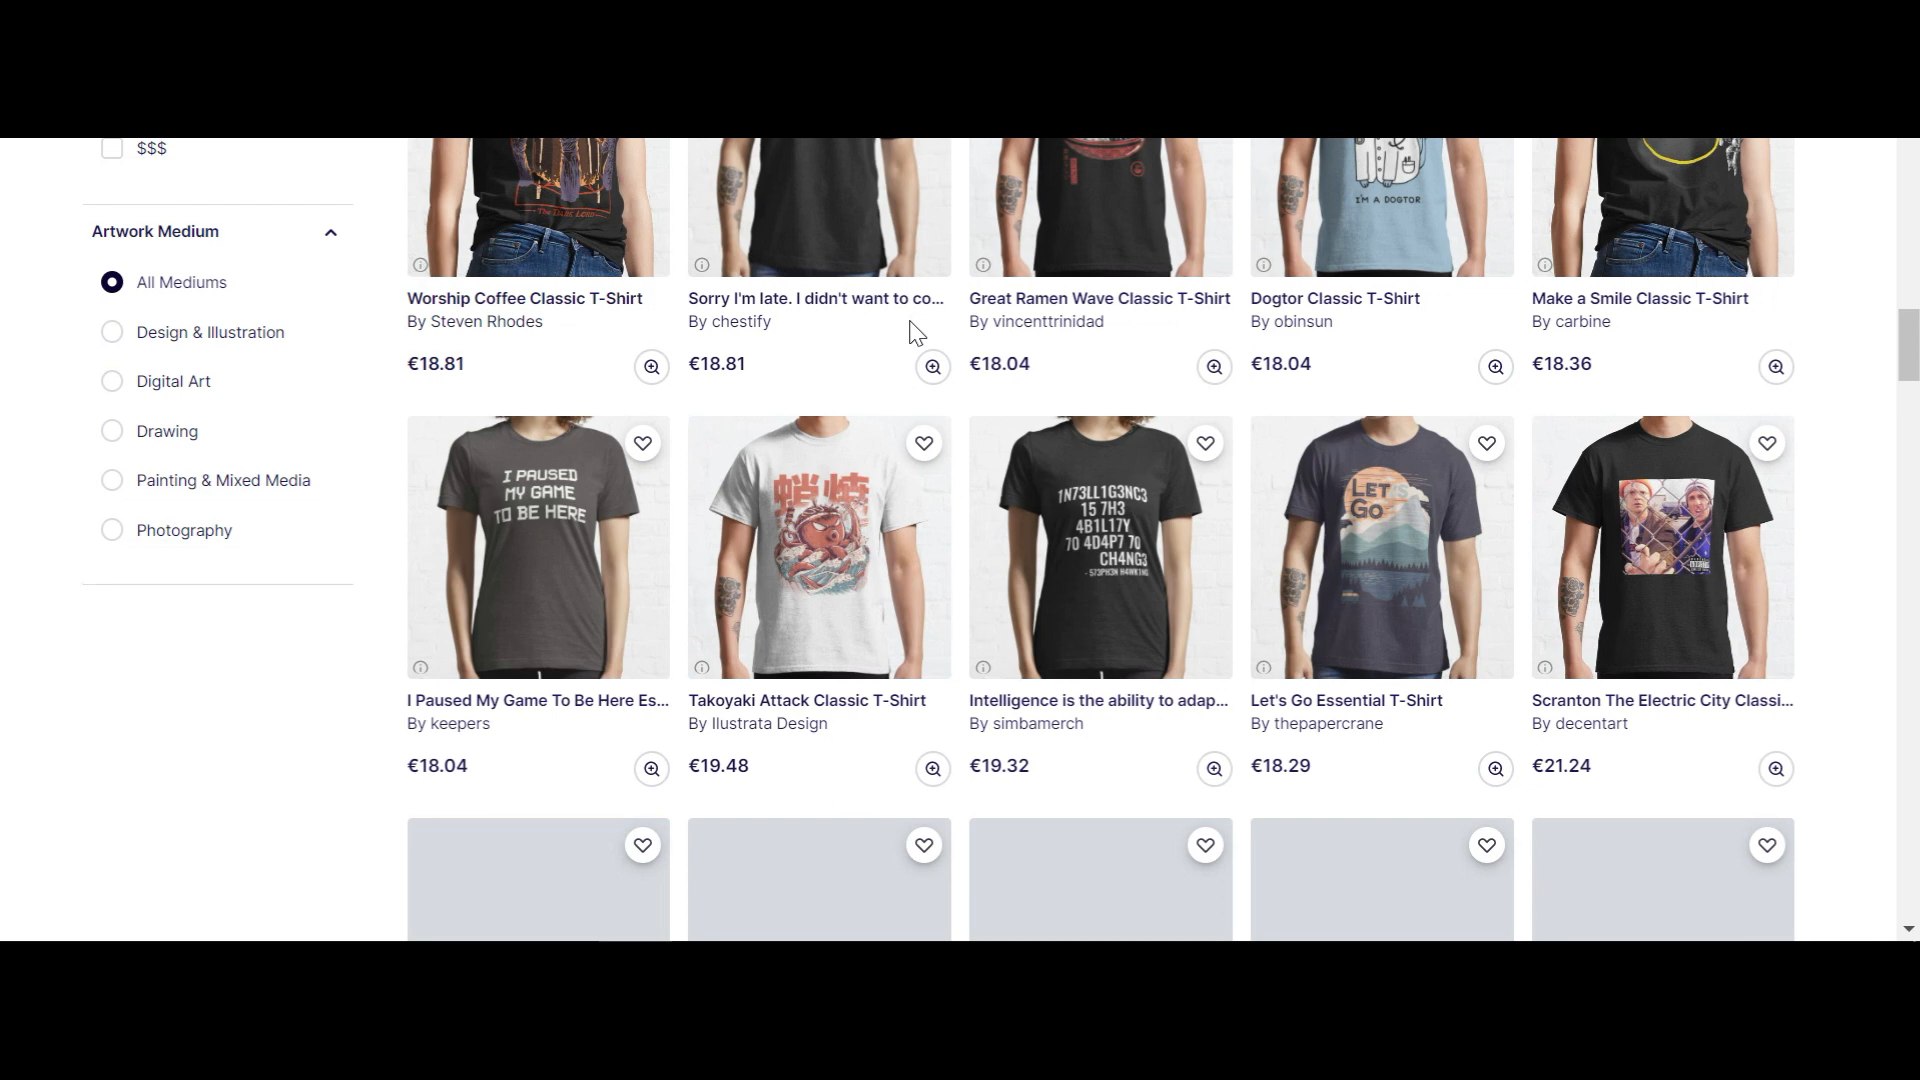 $$$
Artwork Medium
All Mediums
Design & Illustration
Digital Art
Drawing
Painting & Mixed Media
Photography
I'M A DOGTOR
Worship Coffee Classic T-Shirt
By Steven Rhodes
€18.81
Sorry I'm late. I didn't want to co...
By chestify
€18.81
Great Ramen Wave Classic T-Shirt
By vincenttrinidad
€18.04
Dogtor Classic T-Shirt
By obinsun
€18.04
Make a Smile Classic T-Shirt
By carbine
€18.36
I PAUSED
MY GAME
TO BE HERE
1N73LL1G3NC3
15 7H3
4B1L17Y
70 4D4P7 70
CH4NG3
- 573PH3N H4WK1NG
LET'S
GO
I Paused My Game To Be Here Es...
By keepers
€18.04
Takoyaki Attack Classic T-Shirt
By Ilustrata Design
€19.48
Intelligence is the ability to adap...
By simbamerch
€19.32
Let's Go Essential T-Shirt
By thepapercrane
€18.29
Scranton The Electric City Classi...
By decentart
€21.24